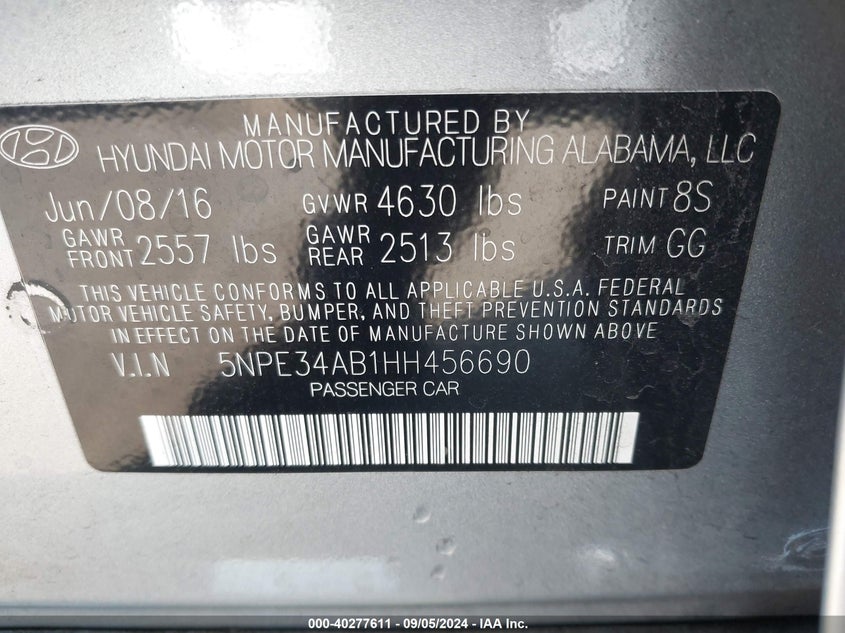 MANUFACTURED BY
HYUNDAI MOTOR MANUFACTURING ALABAMA, LLC
Jun/08/16 GVWR 4630 lbs PAINT 8S
GAWR FRONT 2557 lbs GAWR REAR 2513 lbs TRIM GG
THIS VEHICLE CONFORMS TO ALL APPLICABLE U.S.A. FEDERAL
MOTOR VEHICLE SAFETY, BUMPER, AND THEFT PREVENTION STANDARDS
IN EFFECT ON THE DATE OF MANUFACTURE SHOWN ABOVE
V.I.N 5NPE34AB1HH456690
PASSENGER CAR
000-40277611 - 09/05/2024 - IAA Inc.